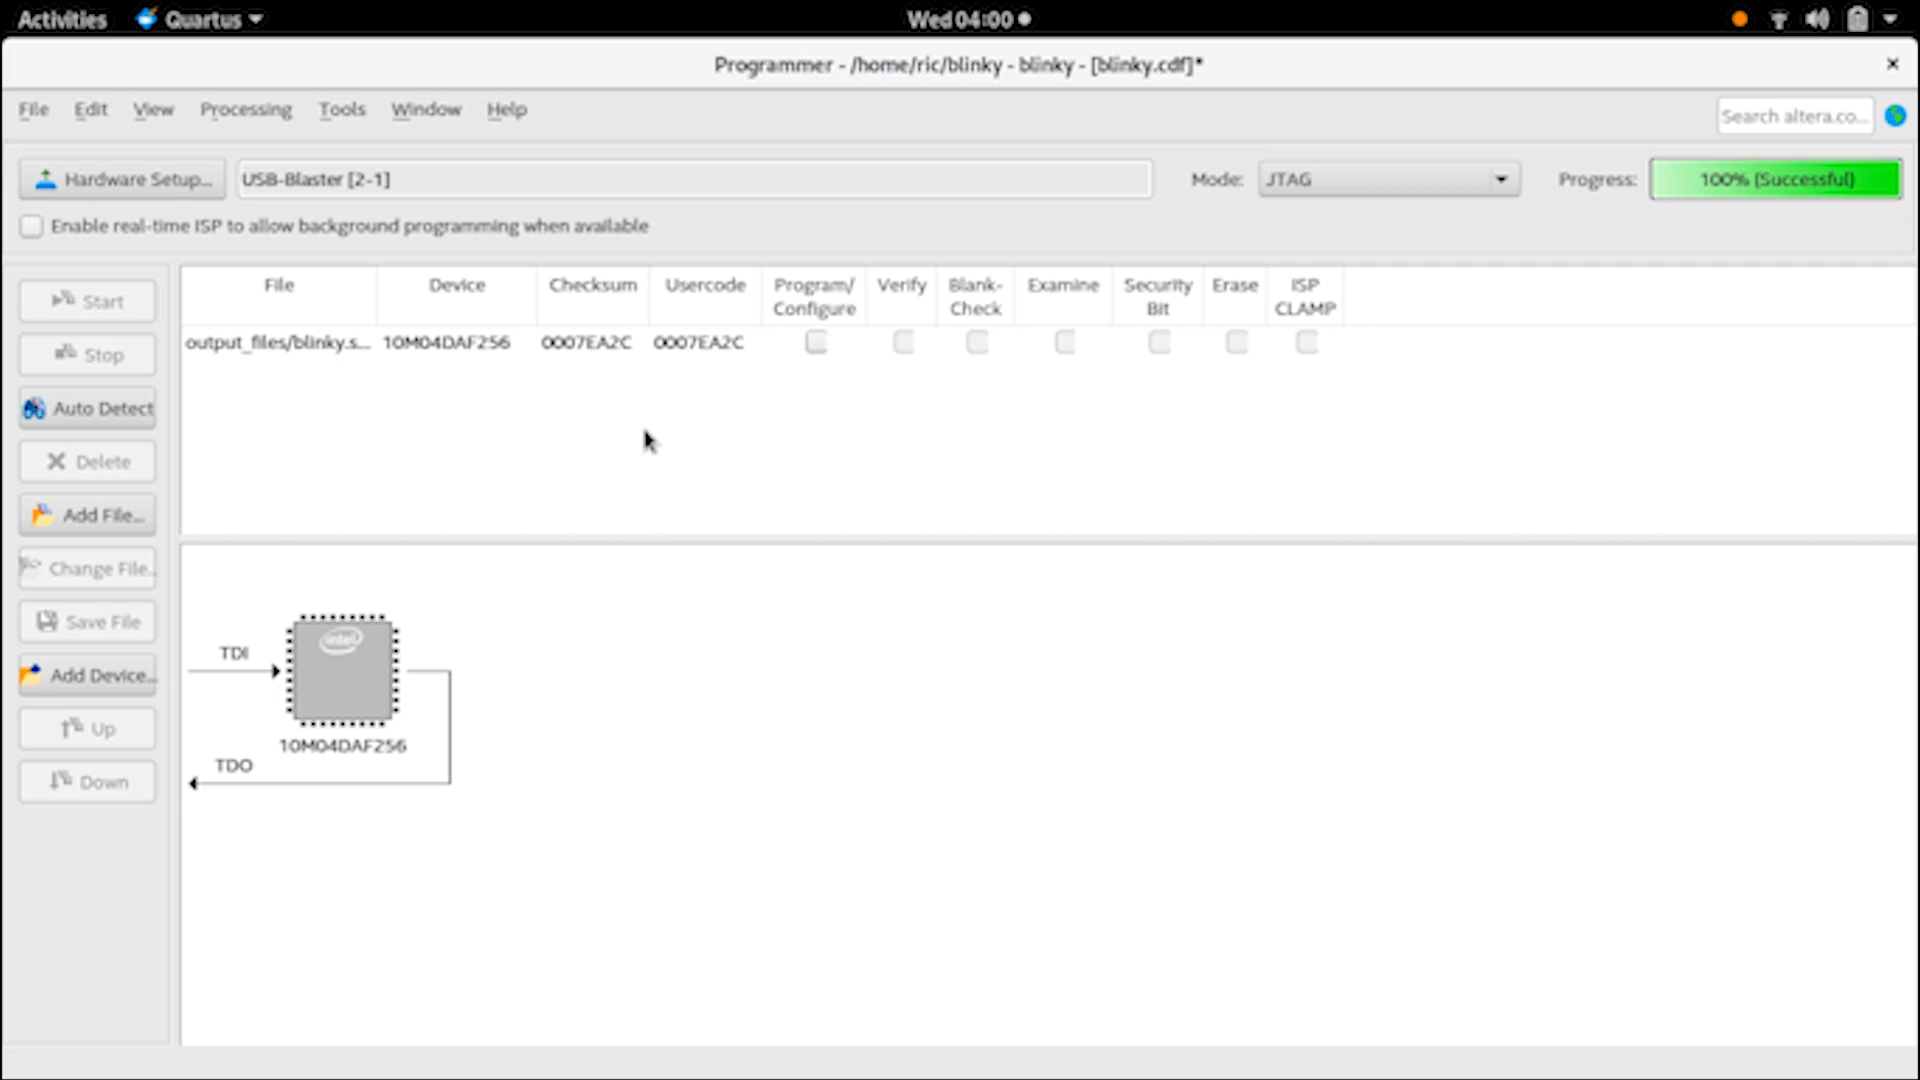 Activities Quartus Wed 04:00
Programmer - /home/ric/blinky - blinky - [blinky.cdf]*
File Edit View Processing Tools Window Help Search altera.co...
Hardware Setup... USB-Blaster [2-1] Mode: JTAG Progress: 100% (Successful)
Enable real-time ISP to allow background programming when available
File Device Checksum Usercode Program/ Configure Verify Blank- Check Examine Security Bit Erase ISP CLAMP
output_files/blinky.s... 10M04DAF256 0007EA2C 0007EA2C
Start
Stop
Auto Detect
Delete
Add File...
Change File..
Save File
Add Device..
Up
Down
TDI
intel
10M04DAF256
TDO